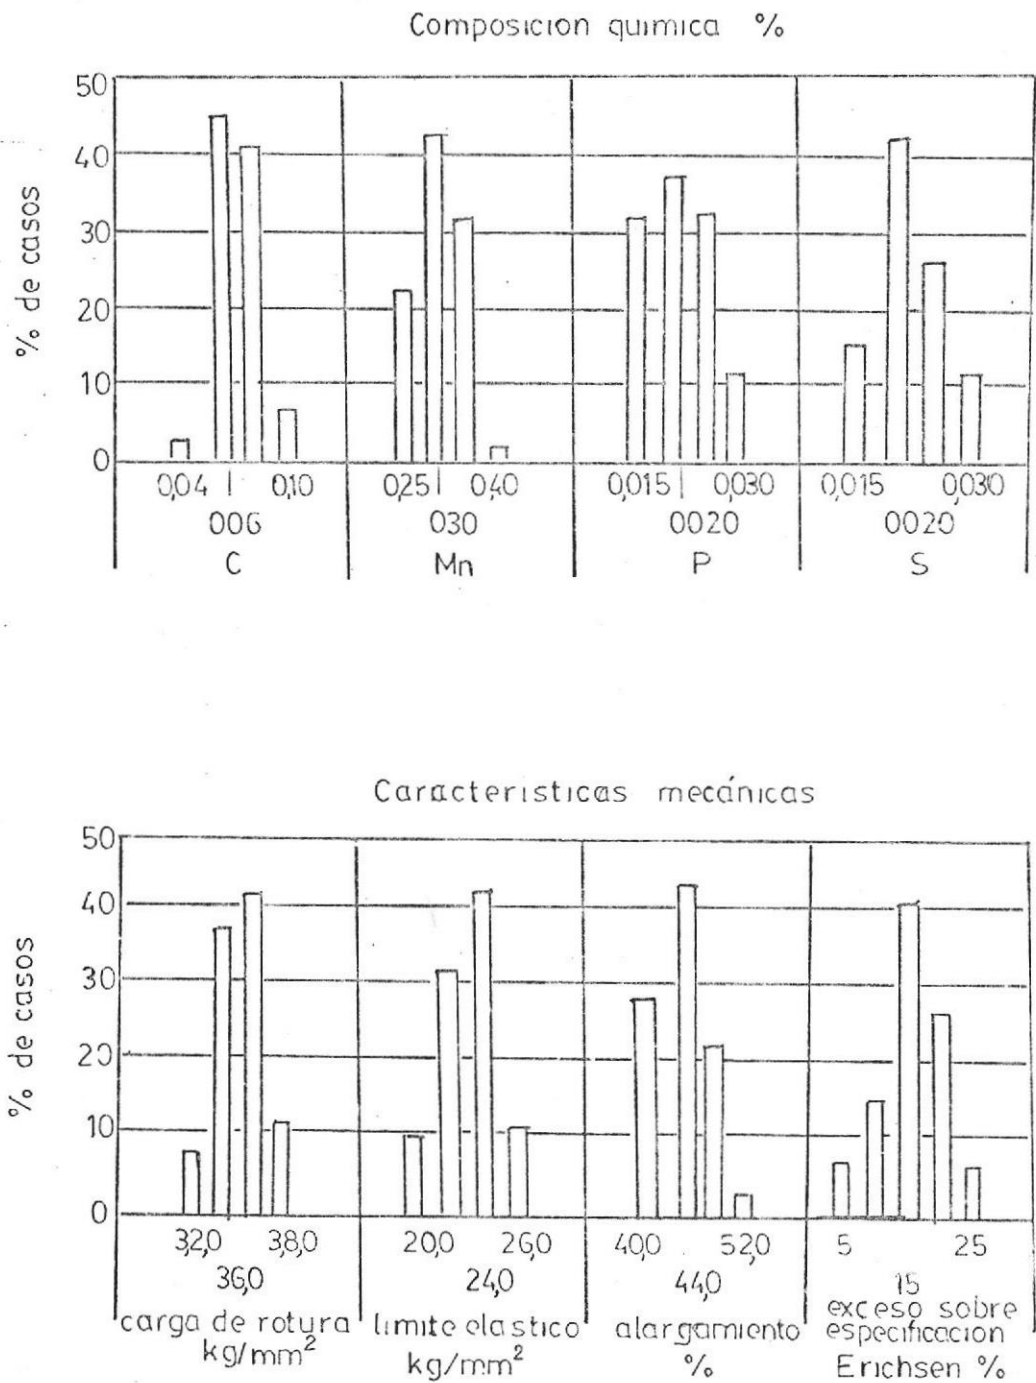 Composicion quimica %
50
40
30
20
10
0
% de casos
0,04 0,10 0,25 0,40 0,015 0,030 0,015 0,030
006 030 0020 0020
C Mn P S
Caracteristicas mecánicas
50
40
30
20
10
0
% de casos
32,0 38,0 20,0 26,0 40,0 52,0 5 25
36,0 24,0 44,0 15
carga de rotura limite elastico alargamiento exceso sobre
kg/mm² kg/mm² % especificacion
Erichsen %